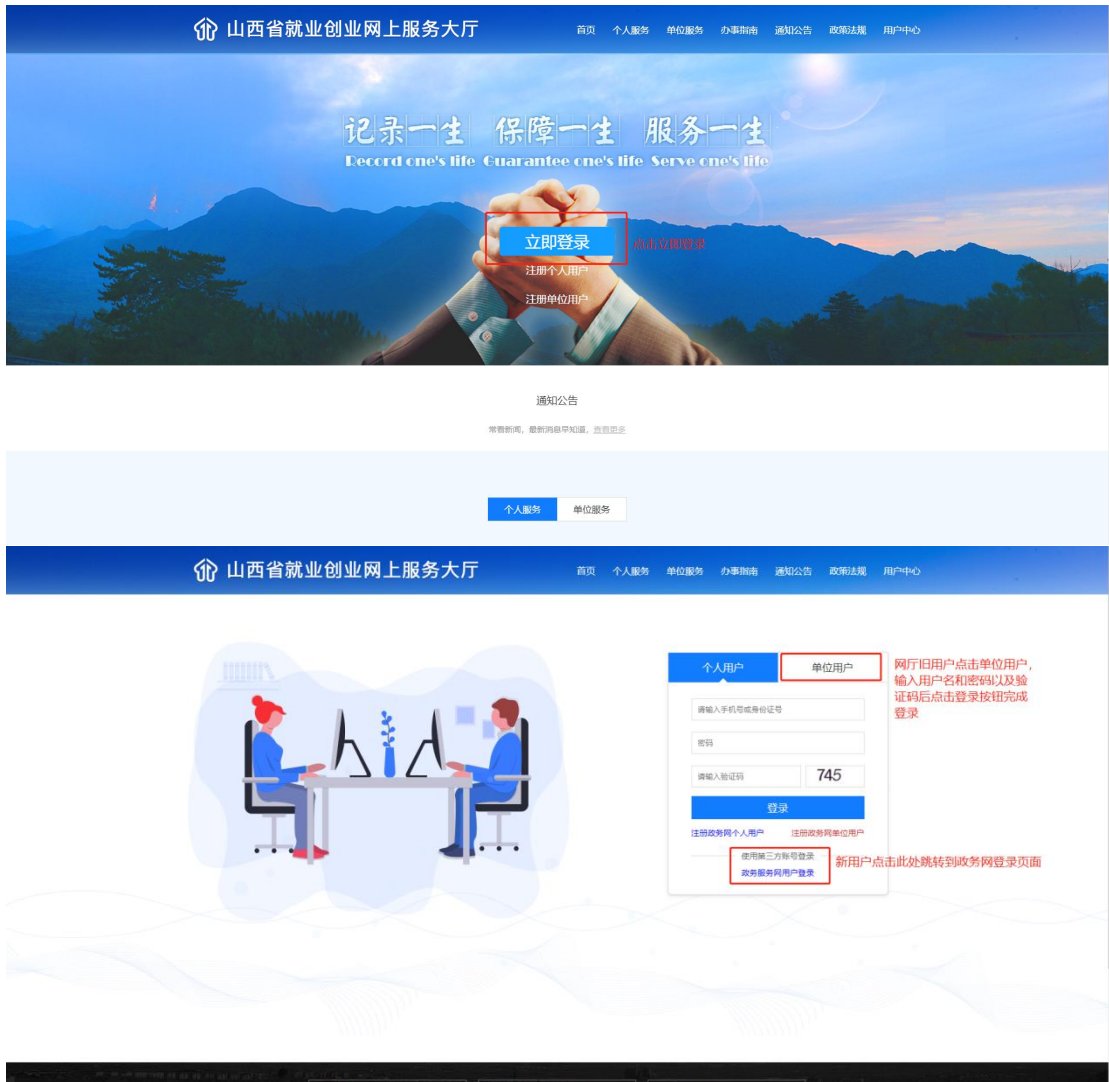 山西省就业创业网上服务大厅
首页 个人服务 单位服务 办事指南 通知公告 政策法规 用户中心
记录一生 保障一生 服务一生
Record one's life Guarantee one's life Serve one's life
立即登录
点击立即登录
注册个人用户
注册单位用户
通知公告
常看新闻，最新消息早知道，查看更多
个人服务 单位服务
山西省就业创业网上服务大厅
首页 个人服务 单位服务 办事指南 通知公告 政策法规 用户中心
个人用户 单位用户
网厅旧用户点击单位用户，
输入用户名和密码以及验
证码后点击登录按钮完成
登录
请输入手机号或身份证号
密码
请输入验证码 745
登录
注册政务网个人用户 注册政务网单位用户
使用第三方账号登录
政务服务网用户登录
新用户点击此处跳转到政务网登录页面